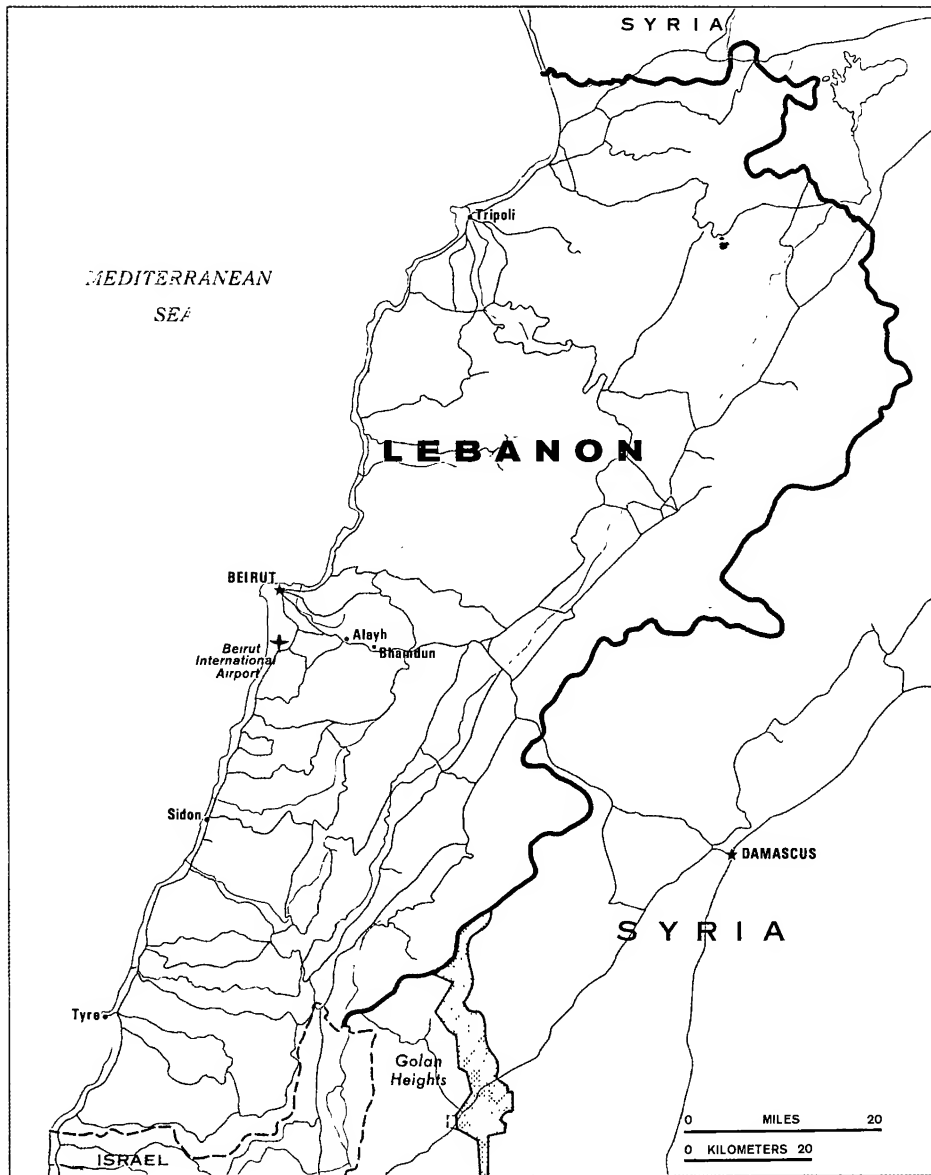 SYRIA
Tripoli
MEDITERRANEAN
SEA
LEBANON
BEIRUT
Alayh
Bhamdun
Beirut
International
Airport
Sidon
DAMASCUS
SYRIA
Tyre
Golan
Heights
0 MILES 20
0 KILOMETERS 20
ISRAEL